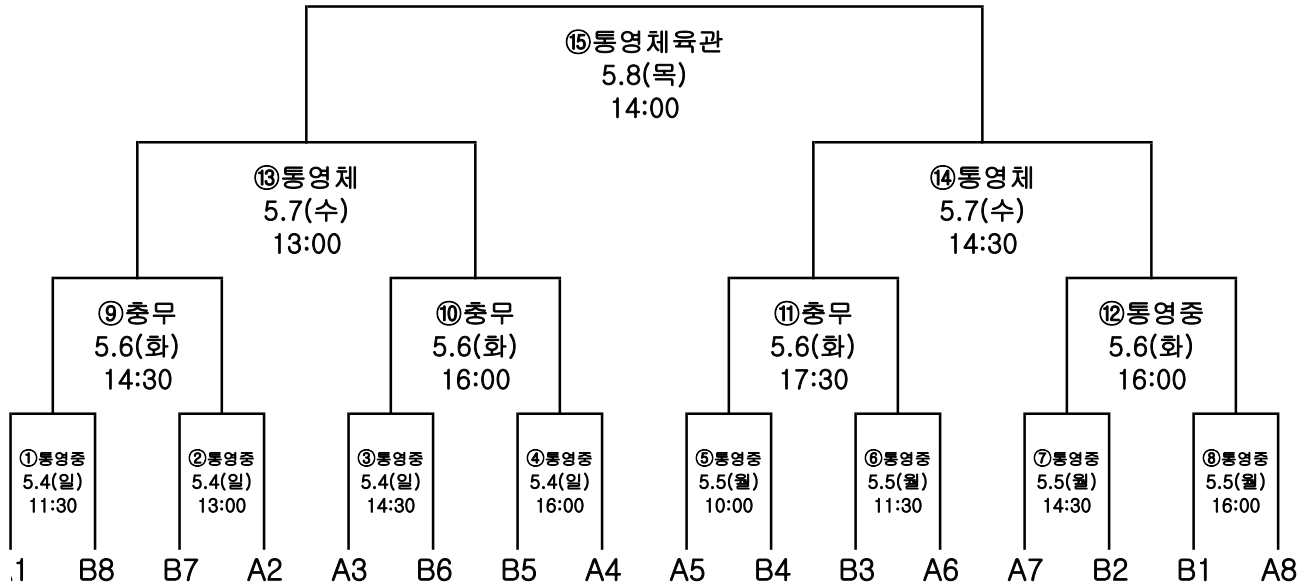 ⑮통영체육관
5.8(목)
14:00
⑬통영체
5.7(수)
13:00
⑭통영체
5.7(수)
14:30
⑨충무
5.6(화)
14:30
⑩충무
5.6(화)
16:00
⑪충무
5.6(화)
17:30
⑫통영중
5.6(화)
16:00
①통영중
5.4(일)
11:30
②통영중
5.4(일)
13:00
③통영중
5.4(일)
14:30
④통영중
5.4(일)
16:00
⑤통영중
5.5(월)
10:00
⑥통영중
5.5(월)
11:30
⑦통영중
5.5(월)
14:30
⑧통영중
5.5(월)
16:00
1 B8 B7 A2 A3 B6 B5 A4 A5 B4 B3 A6 A7 B2 B1 A8